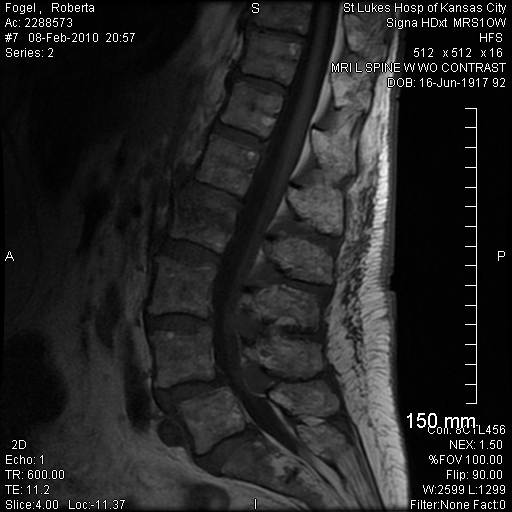 Fogel , Roberta
Ac: 2288573
#7 08-Feb-2010 20:57
Series: 2
S
St Lukes Hosp of Kansas City
Signa HDxt MRS1OW
HFS
512 x 512 x 16
MRI L SPINE W WO CONTRAST
DOB: 16-Jun-1917 92
A
P
150 mm
2D
Echo: 1
TR: 600.00
TE: 11.2
Slice:4.00 Loc:-11.37
I
Coil: 8CTL456
NEX: 1.50
%FOV 100.00
Flip: 90.00
W:2599 L:1299
Filter:None Fact:0